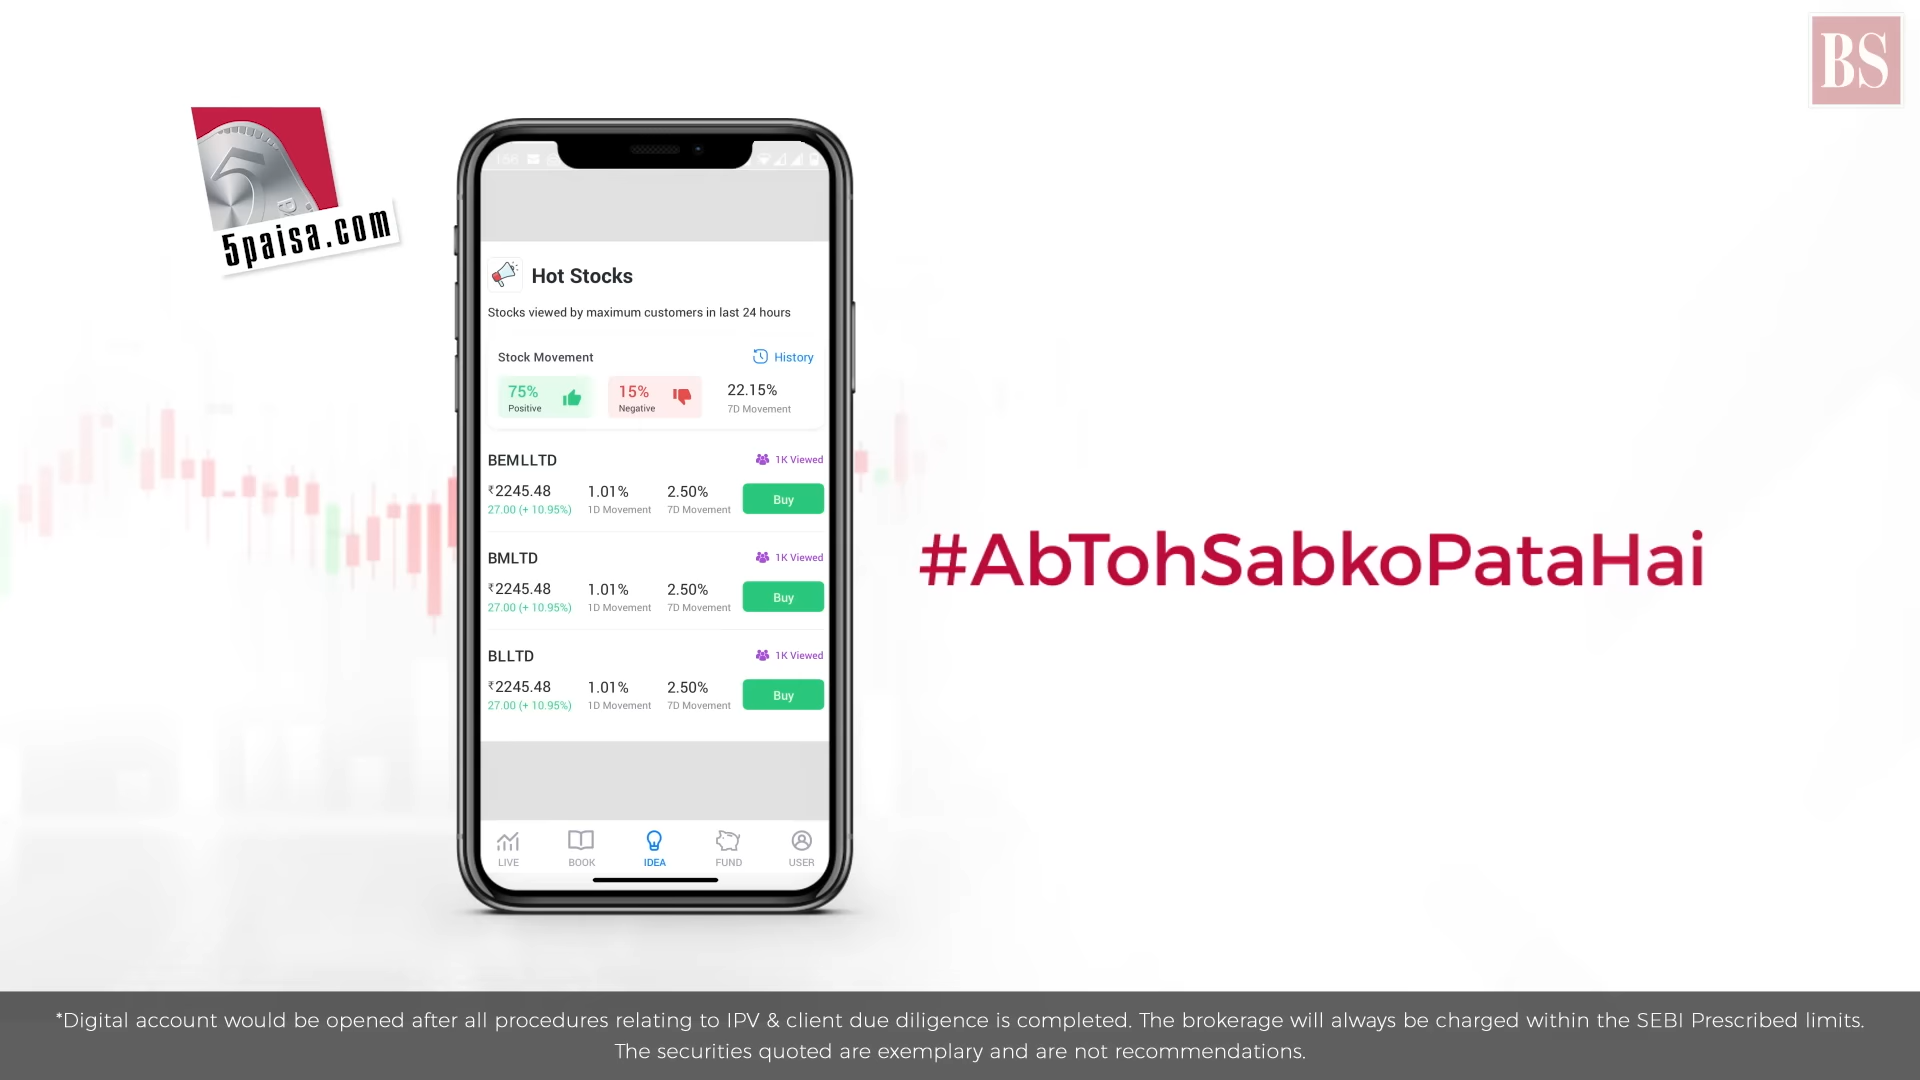 BS
5paisa.com
Hot Stocks
Stocks viewed by maximum customers in last 24 hours
Stock Movement
History
75%
Positive
15%
Negative
22.15%
7D Movement
BEMLLTD
1K Viewed
₹2245.48
27.00 (+ 10.95%)
1.01%
1D Movement
2.50%
7D Movement
Buy
BMLTD
1K Viewed
₹2245.48
27.00 (+ 10.95%)
1.01%
1D Movement
2.50%
7D Movement
Buy
BLLTD
1K Viewed
₹2245.48
27.00 (+ 10.95%)
1.01%
1D Movement
2.50%
7D Movement
Buy
LIVE
BOOK
IDEA
FUND
USER
#AbTohSabkoPataHai
*Digital account would be opened after all procedures relating to IPV & client due diligence is completed. The brokerage will always be charged within the SEBI Prescribed limits.
The securities quoted are exemplary and are not recommendations.